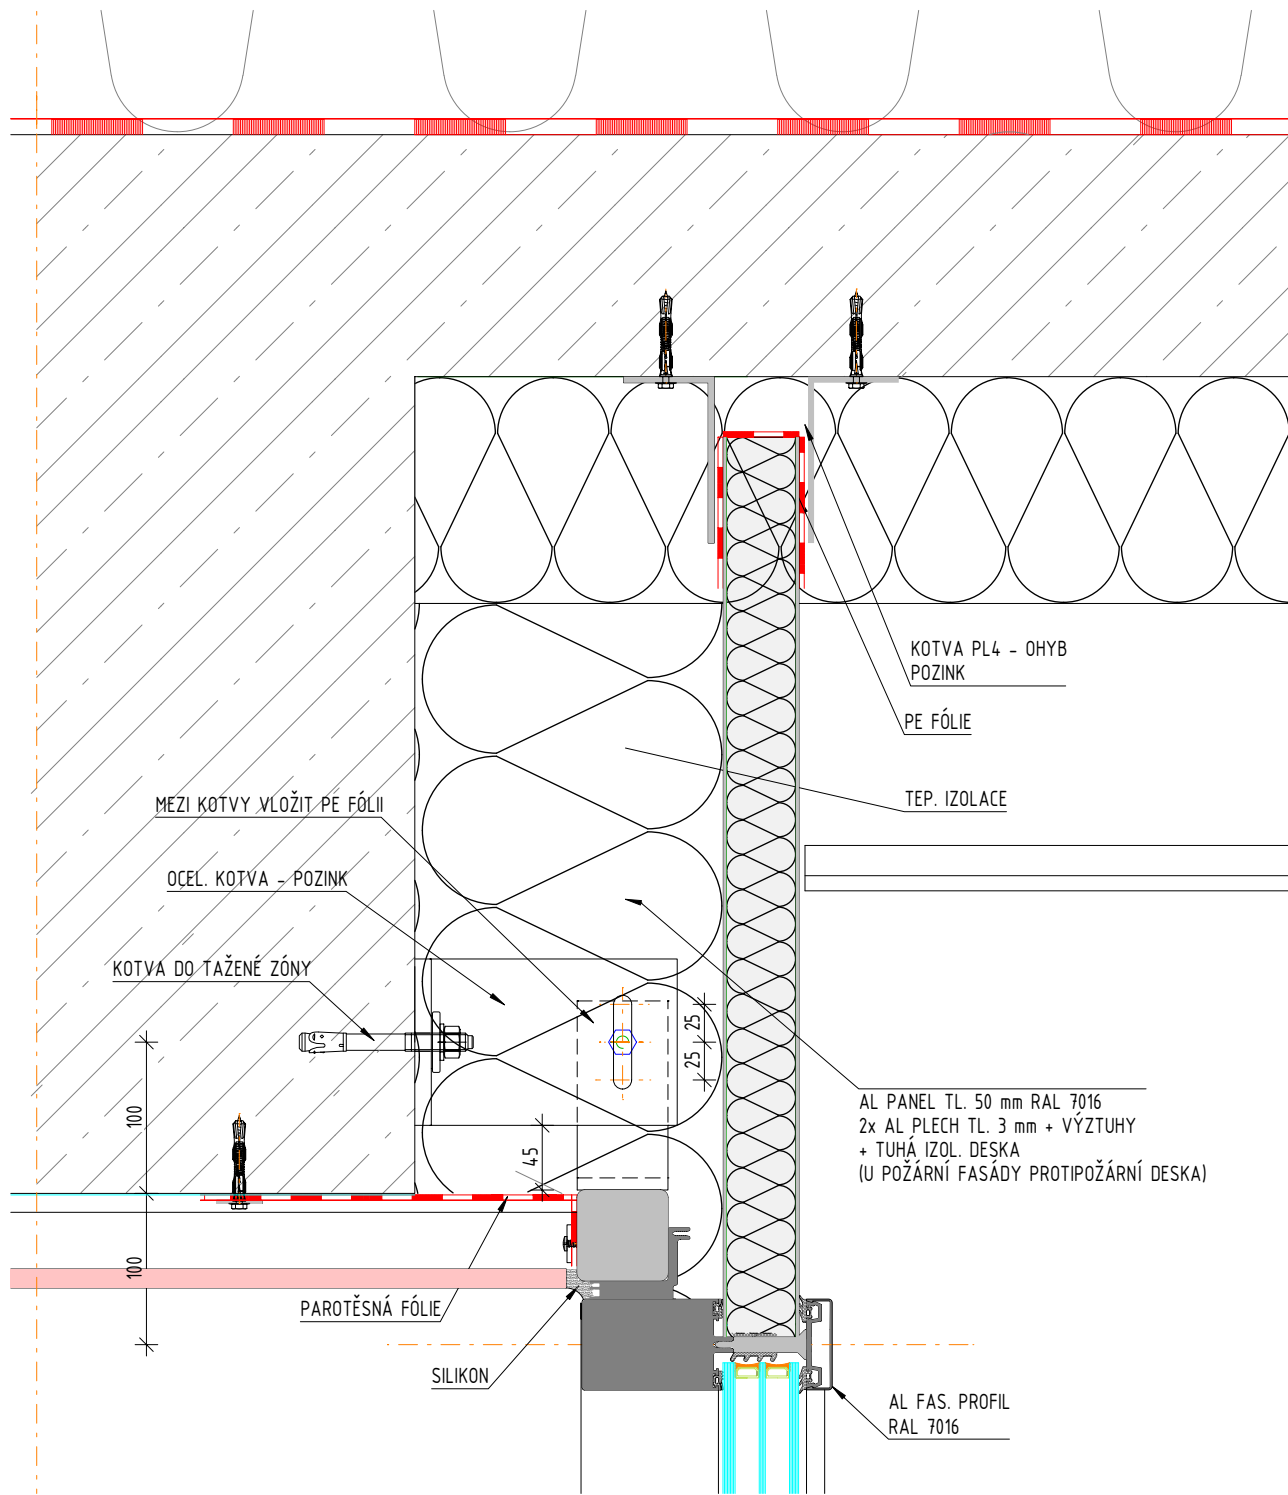 KOTVA PL4 - OHYB
POZINK
PE FÓLIE
TEP. IZOLACE
MEZI KOTVY VLOŽIT PE FÓLII
OCEL. KOTVA - POZINK
KOTVA DO TAŽENÉ ZÓNY
25
25
100
45
100
AL PANEL TL. 50 mm RAL 7016
2x AL PLECH TL. 3 mm + VÝZTUHY
+ TUHÁ IZOL. DESKA
(U POŽÁRNÍ FASÁDY PROTIPOŽÁRNÍ DESKA)
PAROTĚSNÁ FÓLIE
SILIKON
AL FAS. PROFIL
RAL 7016